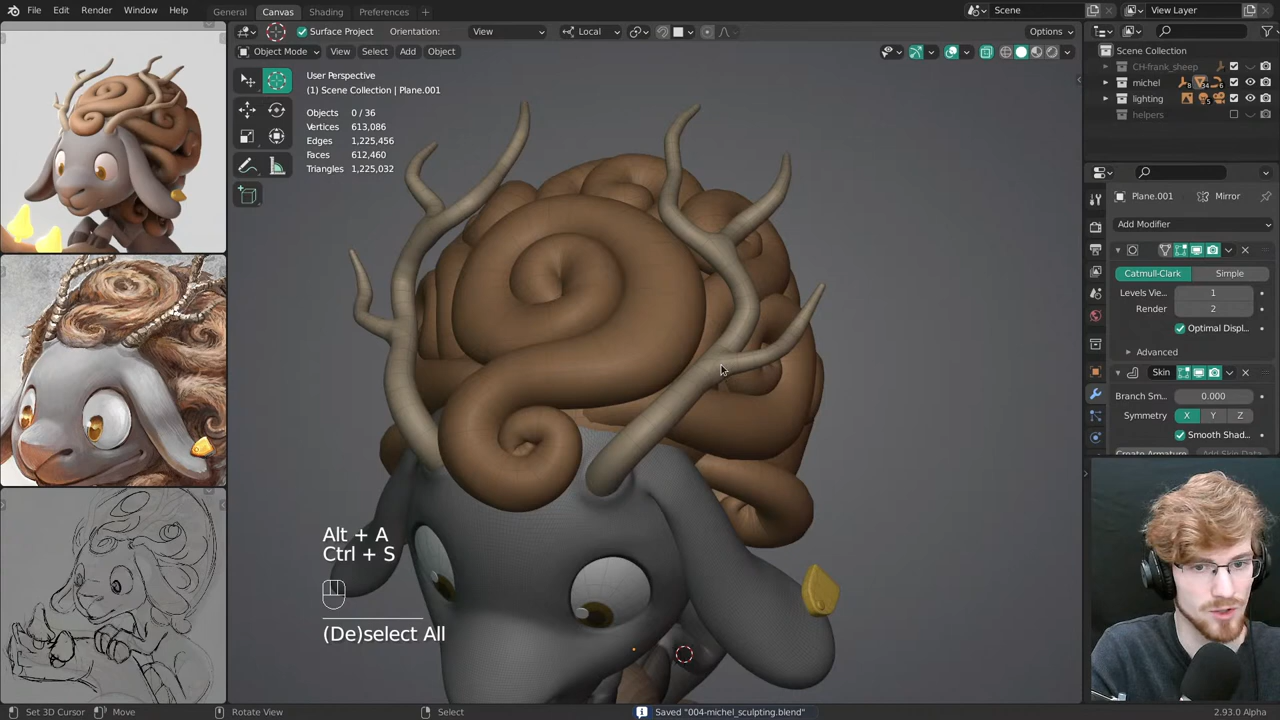 File Edit Render Window Help General Canvas Shading Preferences + Scene View Layer
Surface Project Orientation: View Local Options
Object Mode View Select Add Object
User Perspective
(1) Scene Collection | Plane.001
Objects 0 / 36
Vertices 613,086
Edges 1,225,456
Faces 612,460
Triangles 1,225,032
Alt + A
Ctrl + S
(De)select All
Scene Collection
CH-frank_sheep
michel
lighting
helpers
Plane.001 Mirror
Add Modifier
Catmull-Clark Simple
Levels Vie... 1
Render 2
Optimal Displ...
Advanced
Skin
Branch Sm... 0.000
Symmetry X Y Z
Smooth Shad...
Set 3D Cursor Move Rotate View Select Saved "004-michel_sculpting.blend" 2.93.0 Alpha